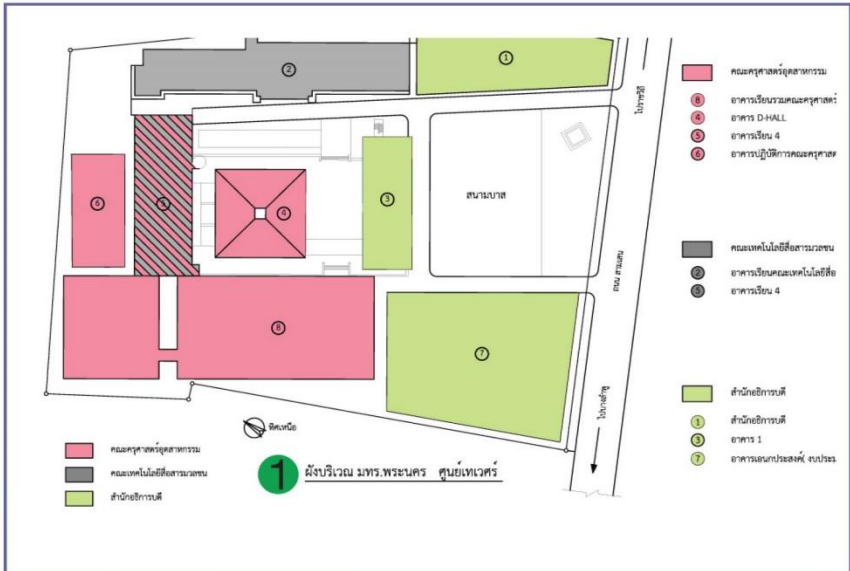 2
1
ไปราชวิถี
6
5
4
3
สนามบาส
ถนน สามเสน
8
7
ไปบางลำพู
ทิศเหนือ
คณะครุศาสตร์อุตสาหกรรม
8 อาคารเรียนรวมคณะครุศาสตร์
4 อาคาร D-HALL
5 อาคารเรียน 4
6 อาคารปฏิบัติการคณะครุศาสต
คณะเทคโนโลยีสื่อสารมวลชน
2 อาคารเรียนคณะเทคโนโลยีสื่อ
5 อาคารเรียน 4
สำนักอธิการบดี
1 สำนักอธิการบดี
3 อาคาร 1
7 อาคารเอนกประสงค์( งบประม
คณะครุศาสตร์อุตสาหกรรม
คณะเทคโนโลยีสื่อสารมวลชน
สำนักอธิการบดี
1 ผังบริเวณ มทร.พระนคร ศูนย์เทเวศร์